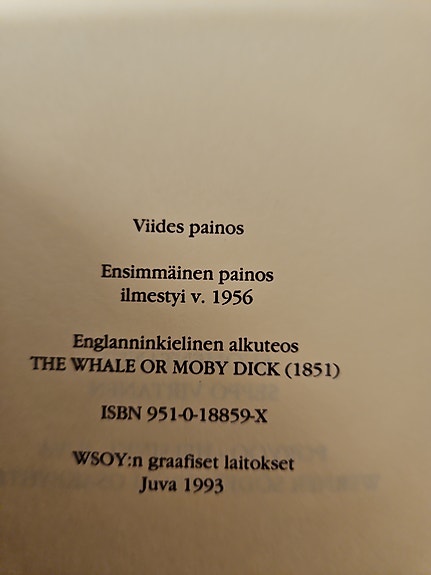 Viides painos
Ensimmäinen painos
ilmestyi v. 1956
Englanninkielinen alkuteos
THE WHALE OR MOBY DICK (1851)
ISBN 951-0-18859-X
WSOY:n graafiset laitokset
Juva 1993